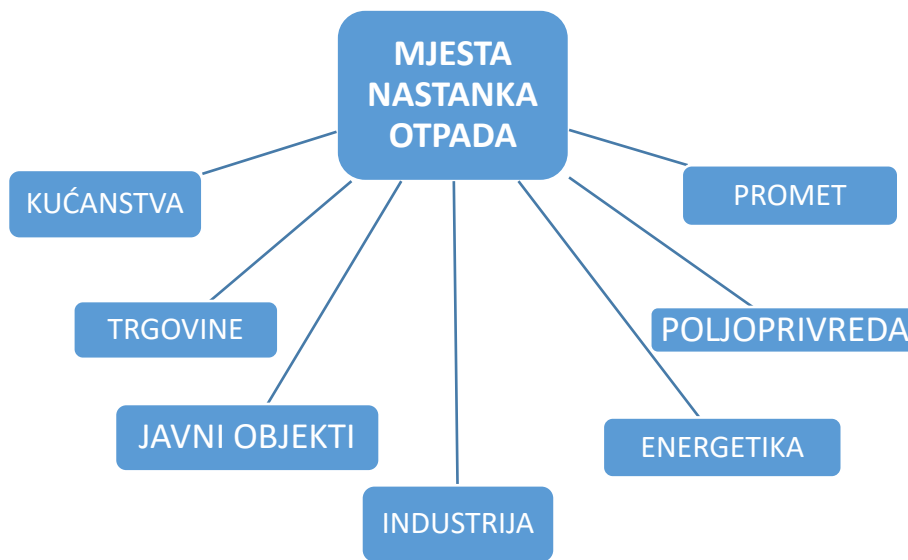 MJESTA
NASTANKA
OTPADA
KUĆANSTVA
PROMET
TRGOVINE
POLJOPRIVREDA
JAVNI OBJEKTI
ENERGETIKA
INDUSTRIJA